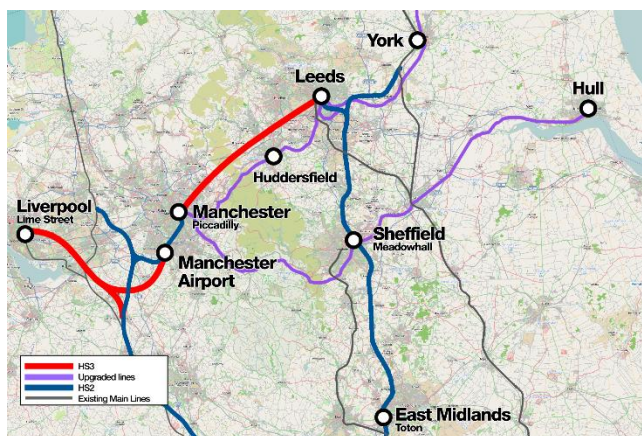 York
Leeds
Hull
Huddersfield
Liverpool
Lime Street
Manchester
Piccadilly
Sheffield
Meadowhall
Manchester
Airport
HS3
Upgraded lines
HS2
Existing Main Lines
East Midlands
Toton